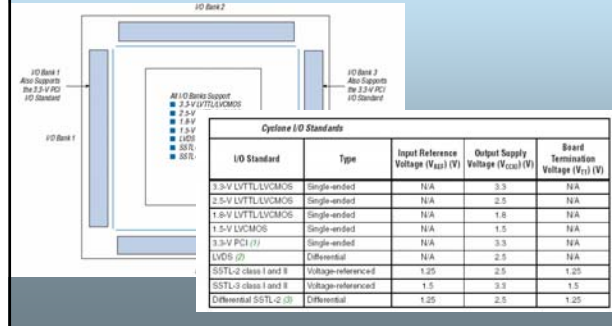 I/O Bank 2
I/O Bank 1
Also Supports
the 3.3-V PCI
I/O Standard
I/O Bank 3
Also Supports
the 3.3-V PCI
I/O Standard
I/O Bank 1
All I/O Banks Support
■ 3.3-V LVTTL/LVCMOS
■ 2.5-V
■ 1.8-V
■ 1.5-V
■ LVDS
■ SSTL-
■ SSTL-
Cyclone I/O Standards
I/O Standard Type Input Reference Voltage (VREF) (V) Output Supply Voltage (VCCIO) (V) Board Termination Voltage (VTT) (V)
3.3-V LVTTL/LVCMOS Single-ended N/A 3.3 N/A
2.5-V LVTTL/LVCMOS Single-ended N/A 2.5 N/A
1.8-V LVTTL/LVCMOS Single-ended N/A 1.8 N/A
1.5-V LVCMOS Single-ended N/A 1.5 N/A
3.3-V PCI (1) Single-ended N/A 3.3 N/A
LVDS (2) Differential N/A 2.5 N/A
SSTL-2 class I and II Voltage-referenced 1.25 2.5 1.25
SSTL-3 class I and II Voltage-referenced 1.5 3.3 1.5
Differential SSTL-2 (3) Differential 1.25 2.5 1.25